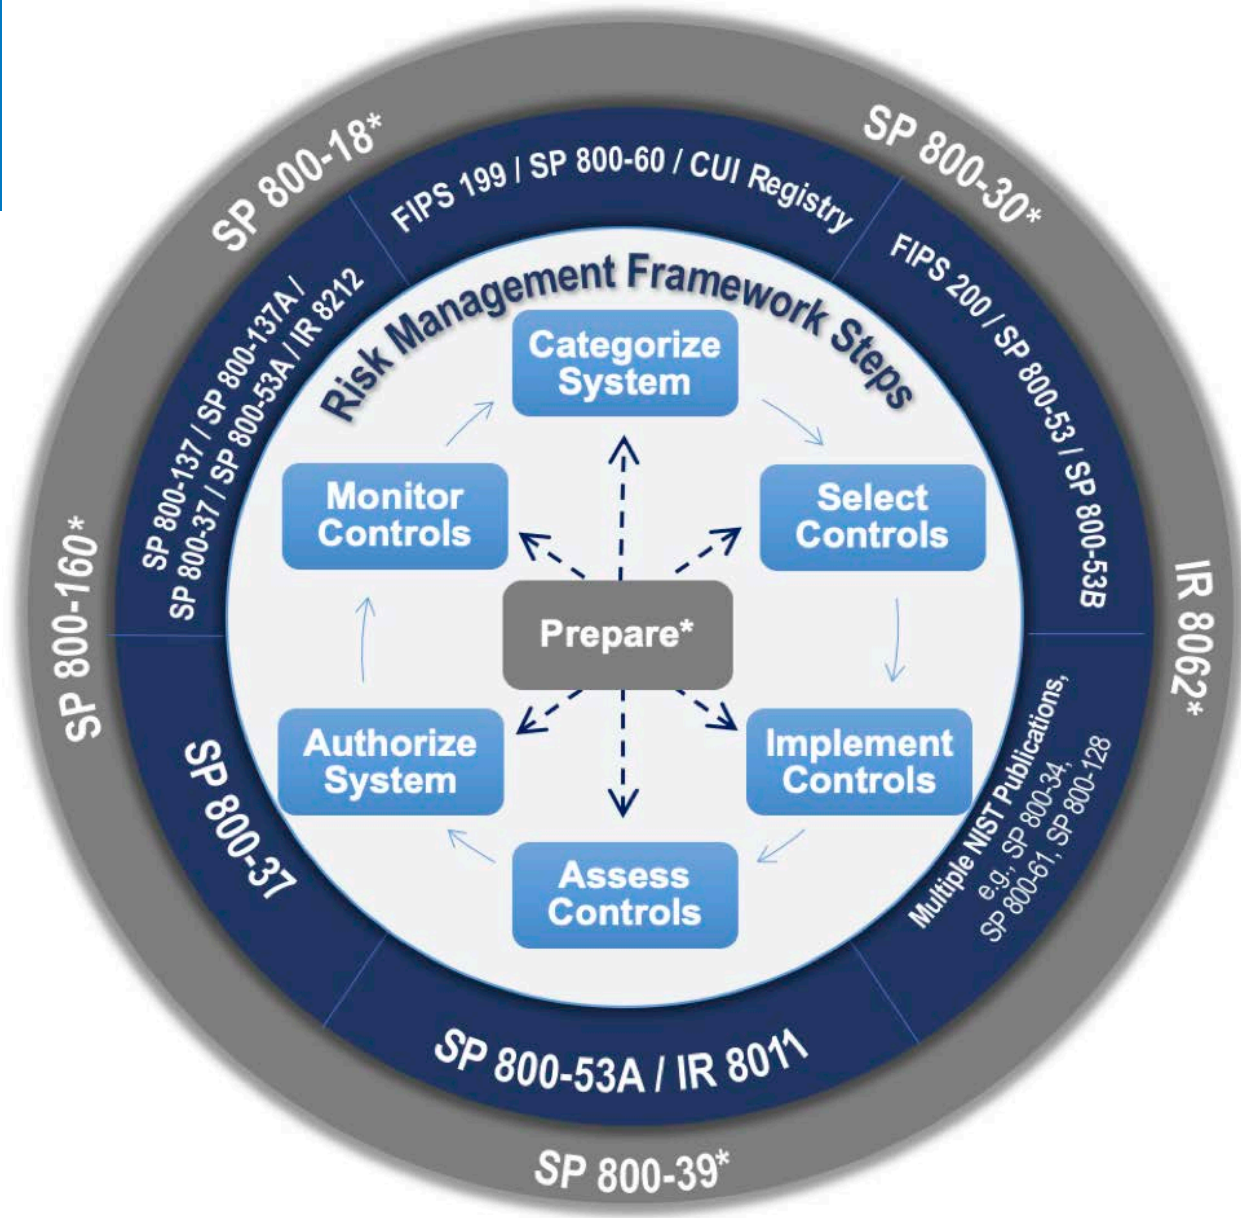 SP 800-18*
SP 800-30*
IR 8062*
SP 800-39*
SP 800-160*
FIPS 199 / SP 800-60 / CUI Registry
FIPS 200 / SP 800-53 / SP 800-53B
Multiple NIST Publications,
e.g., SP 800-34,
SP 800-61, SP 800-128
SP 800-53A / IR 8011
SP 800-37
SP 800-137 / SP 800-137A /
SP 800-37 / SP 800-53A / IR 8212
Risk Management Framework Steps
Categorize
System
Select
Controls
Implement
Controls
Assess
Controls
Authorize
System
Monitor
Controls
Prepare*